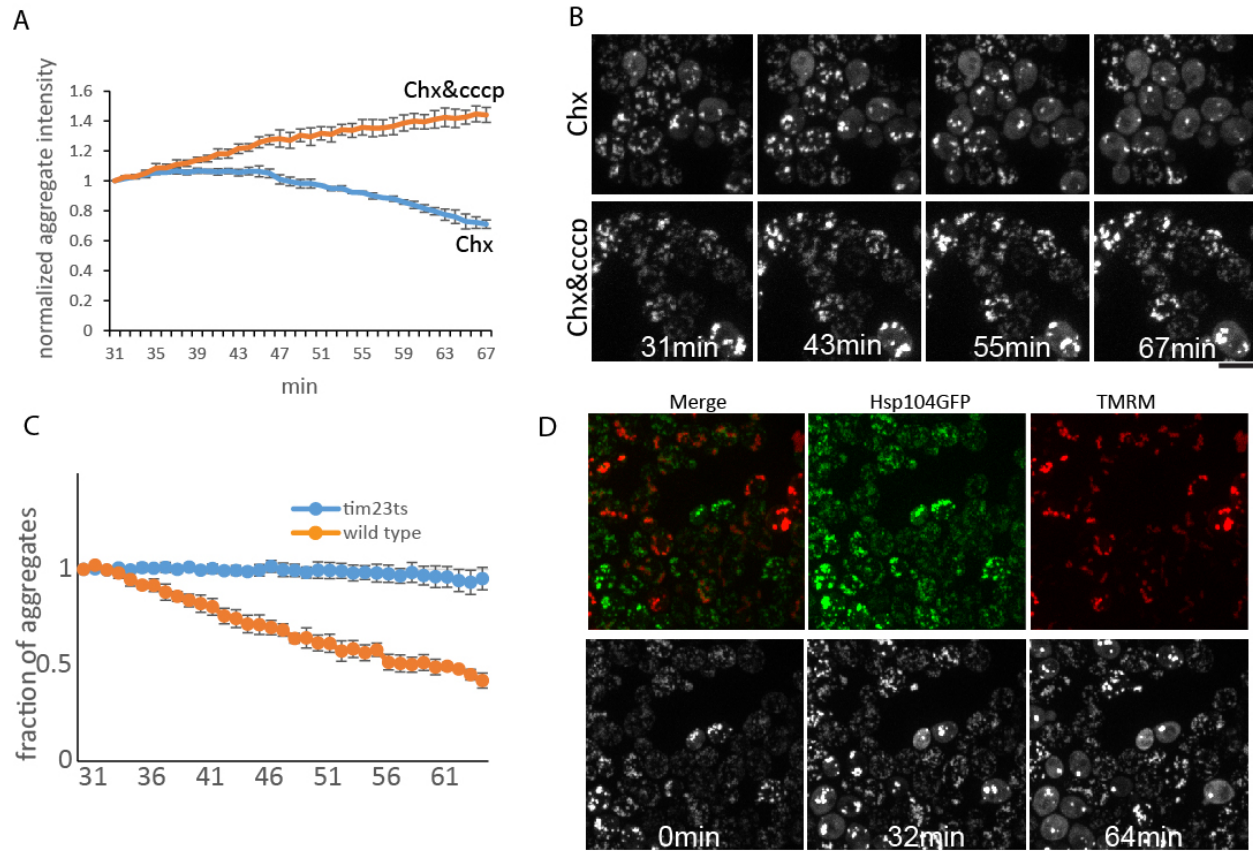 A
normalized aggregate intensity
1.6
1.4
1.2
1
0.8
0.6
0.4
0.2
0
Chx&cccp
Chx
31 35 39 43 47 51 55 59 63 67
min
B
Chx
Chx&cccp
31min 43min 55min 67min
C
fraction of aggregates
1
0.5
0
tim23ts
wild type
31 36 41 46 51 56 61
D
Merge Hsp104GFP TMRM
0min 32min 64min